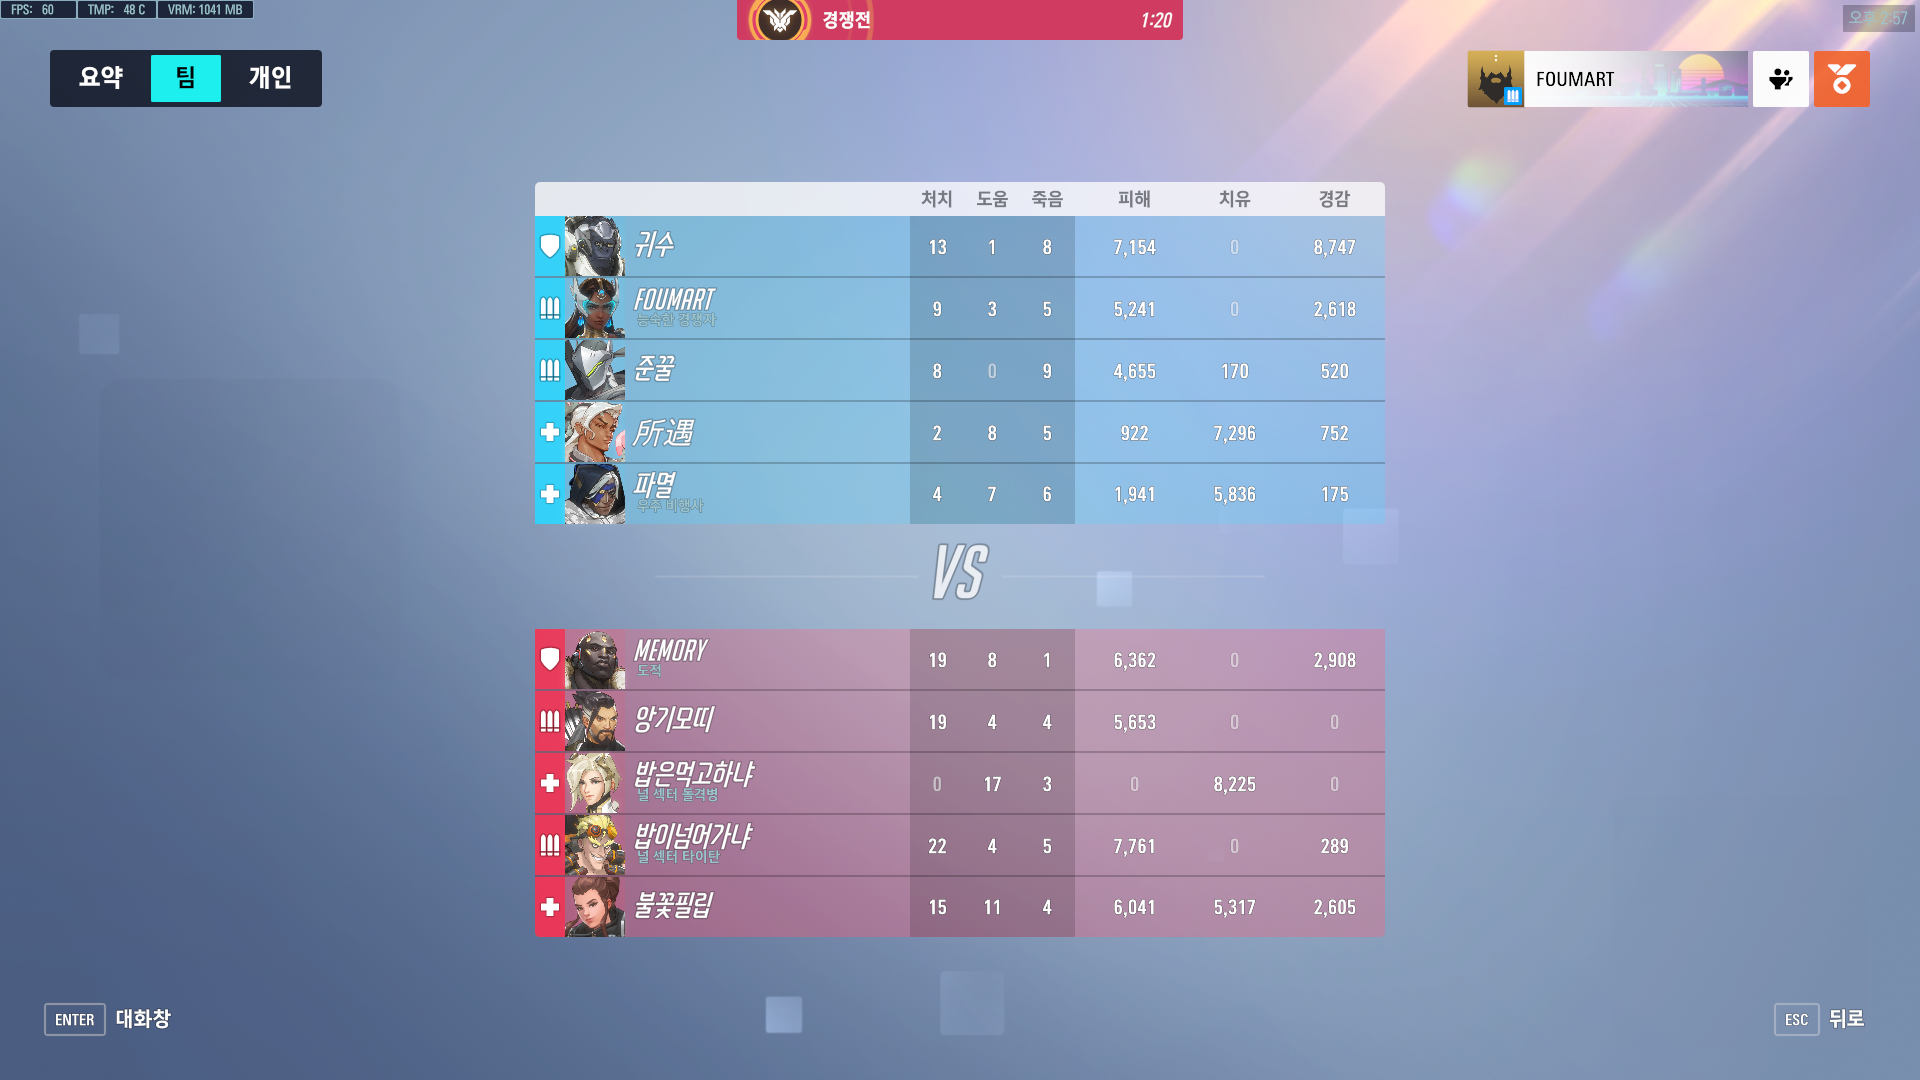 FPS: 60 TMP: 48 C VRM: 1041 MB
경쟁전 1:20
오후 2:57
요약 팀 개인
FOUMART
처치 도움 죽음 피해 치유 경감
귀수 13 1 8 7,154 0 8,747
FOUMART 9 3 5 5,241 0 2,618
능숙한 경쟁자
준꿀 8 0 9 4,655 170 520
所遇 2 8 5 922 7,296 752
파멸 4 7 6 1,941 5,836 175
우주 비행사
VS
MEMORY 19 8 1 6,362 0 2,908
도적
앙기모띠 19 4 4 5,653 0 0
밥은먹고하냐 0 17 3 0 8,225 0
널 섹터 돌격병
밥이넘어가냐 22 4 5 7,761 0 289
널 섹터 타이탄
불꽃필립 15 11 4 6,041 5,317 2,605
ENTER 대화창
ESC 뒤로